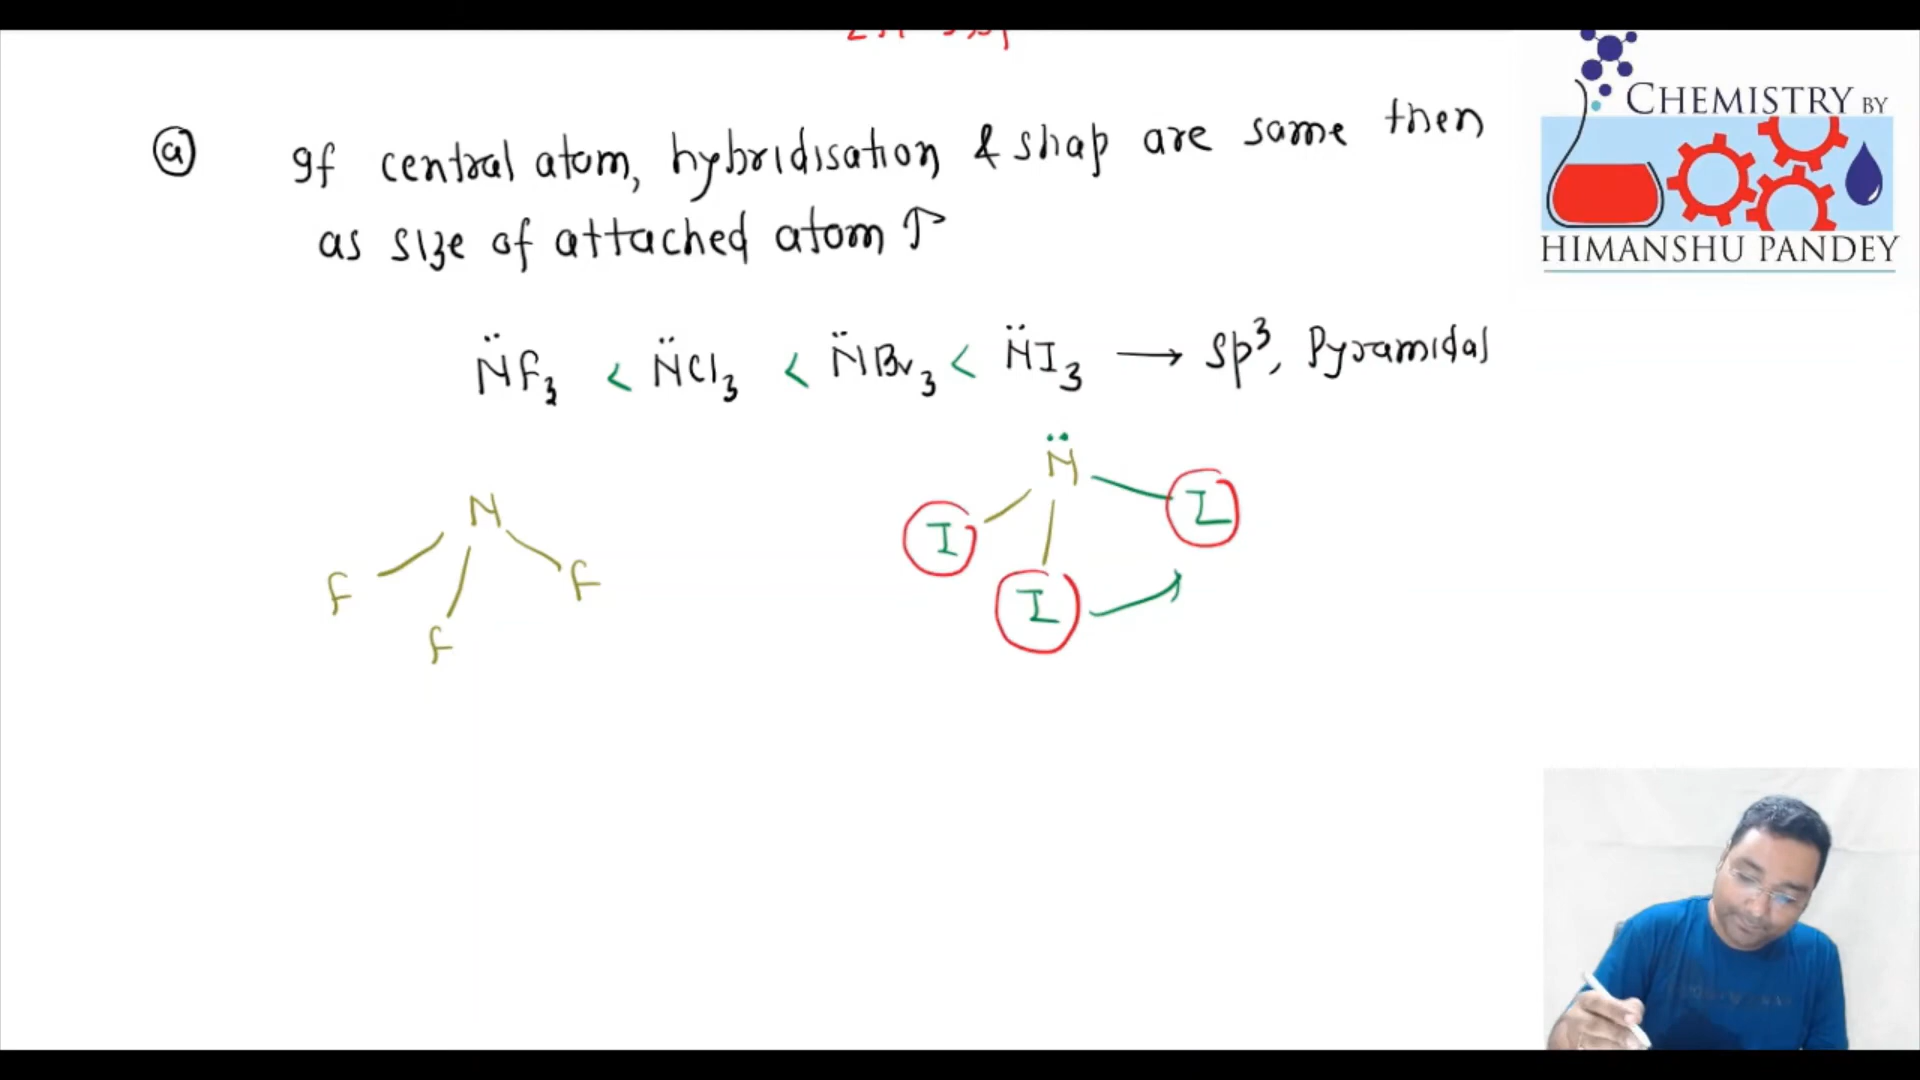 CHEMISTRY BY
HIMANSHU PANDEY
(a) If central atom, hybridisation & shap are same then
as size of attached atom ↑
N̈F₃ < N̈Cl₃ < N̈Br₃ < N̈I₃ → sp³, Pyramidal
N
F F
F
N̈
I I
I